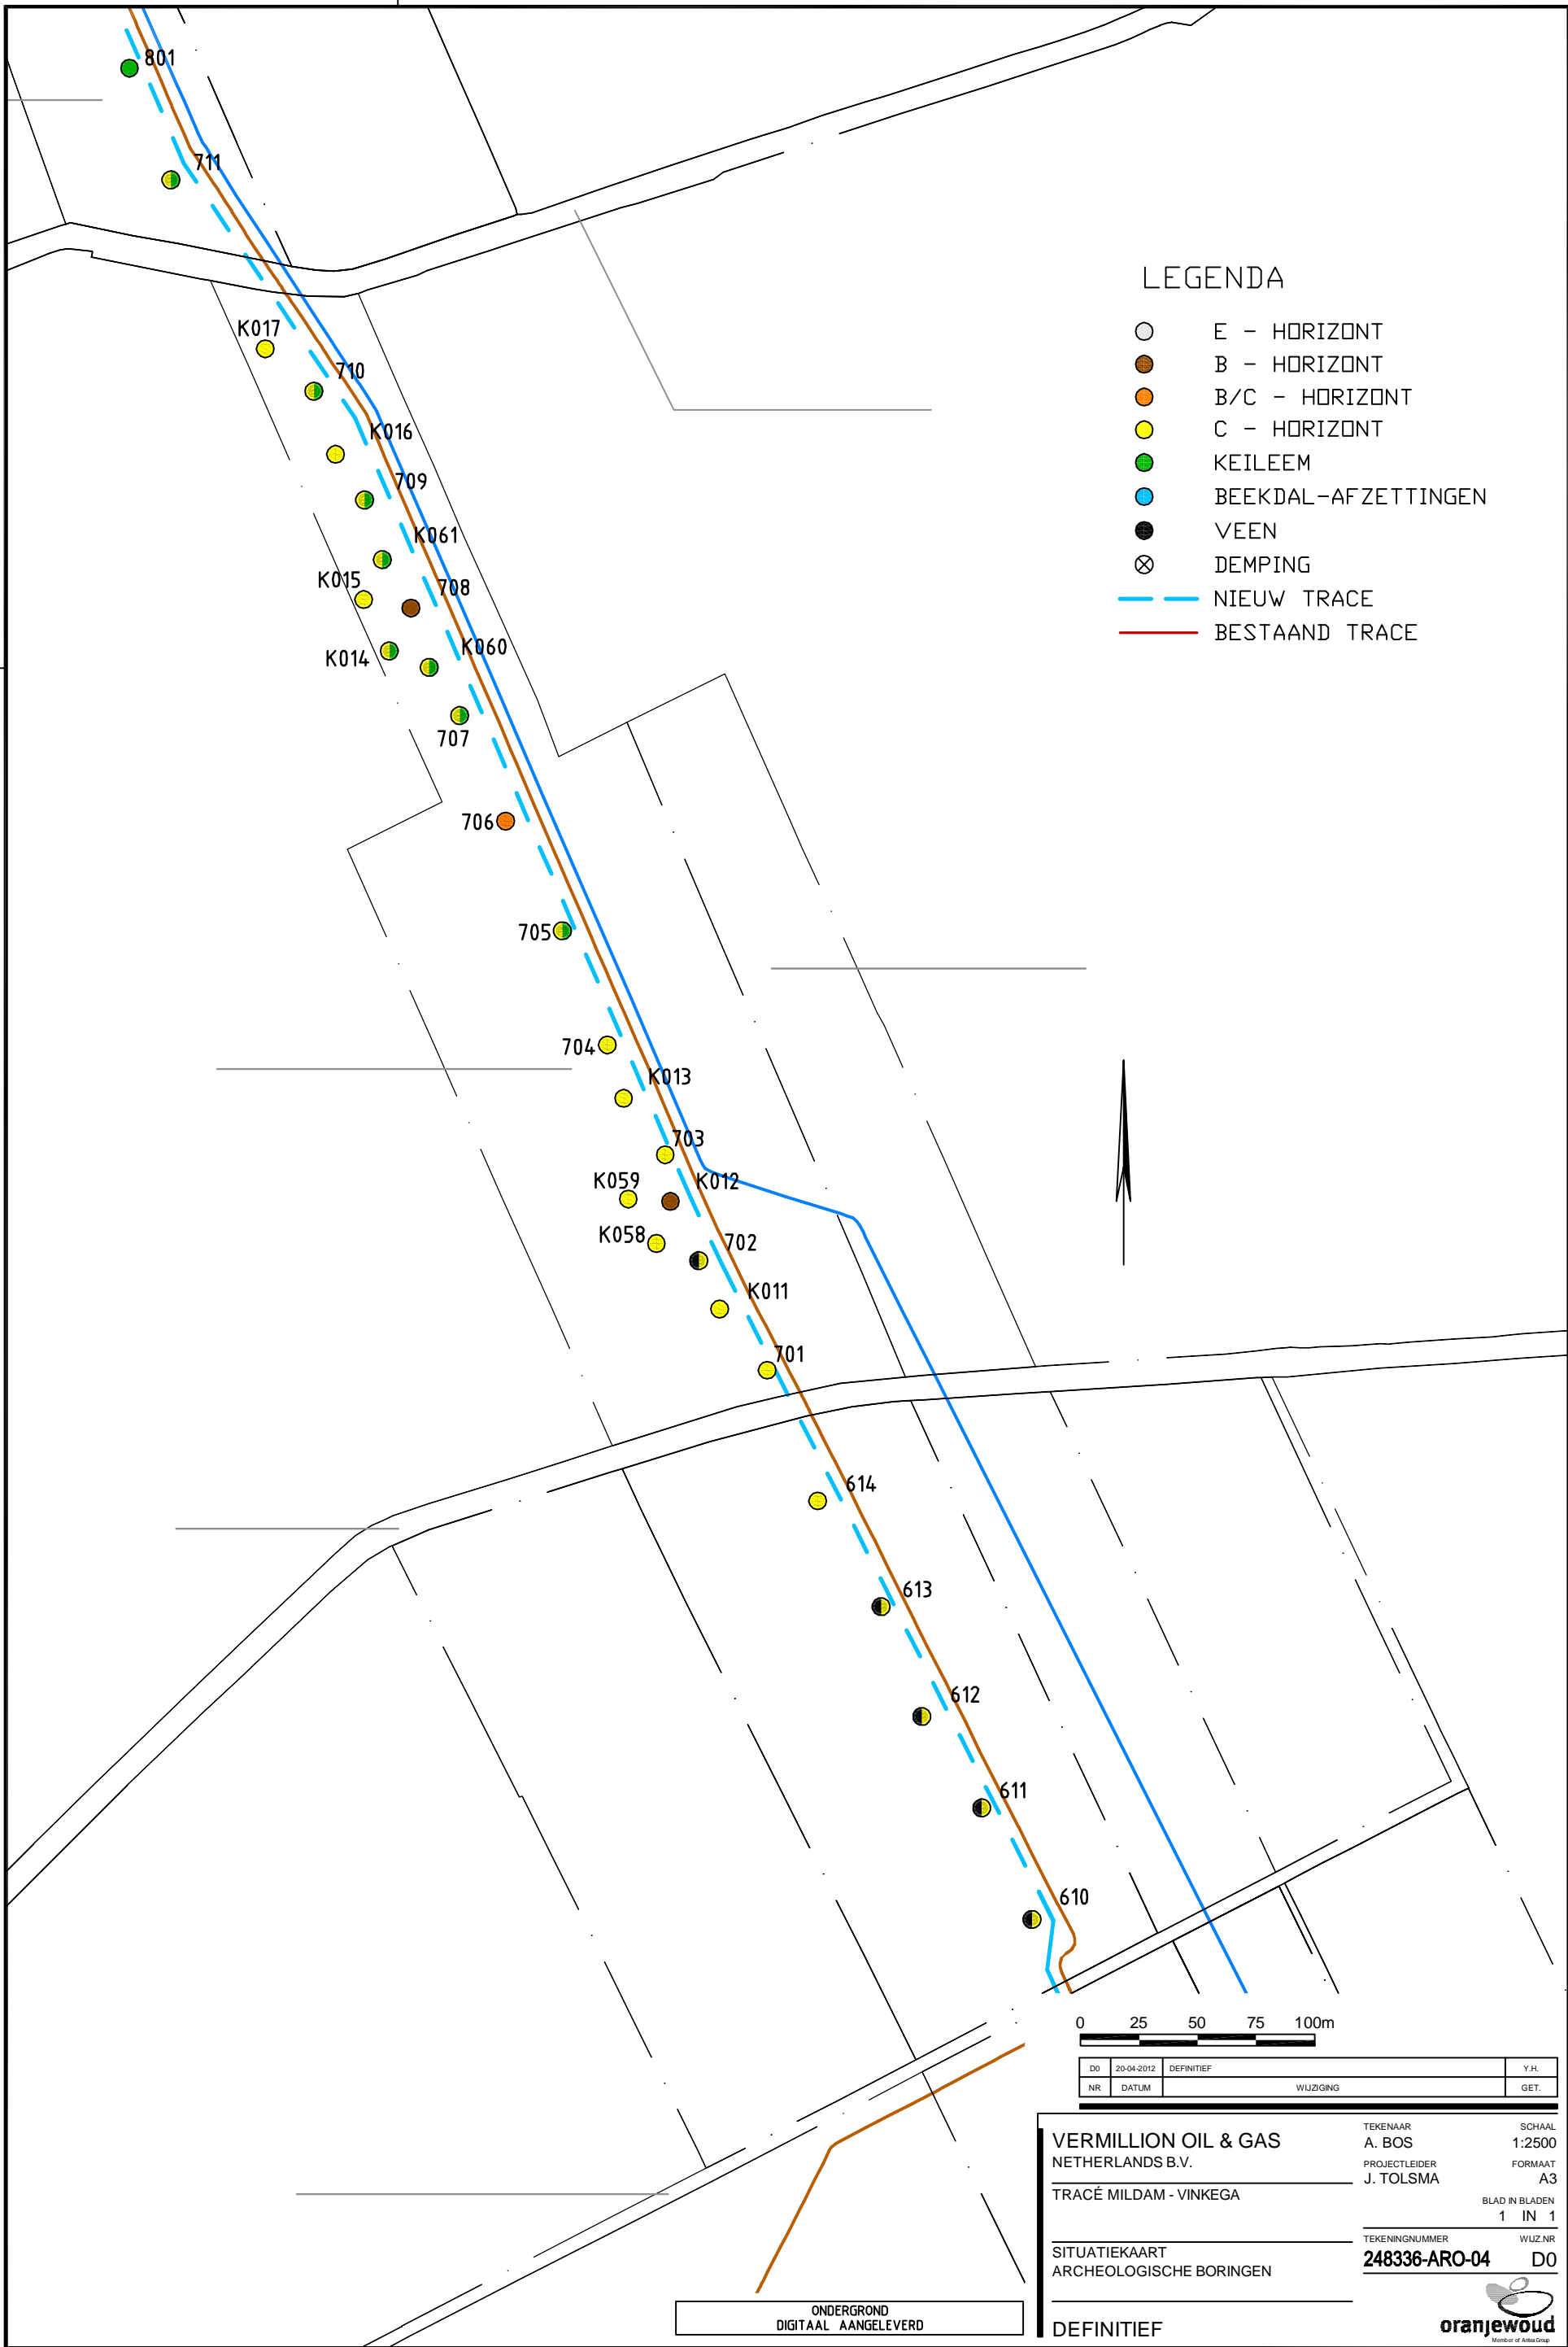 801
711
LEGENDA
E - HORIZONT
B - HORIZONT
B/C - HORIZONT
C - HORIZONT
KEILEEM
BEEKDAL-AFZETTINGEN
VEEN
DEMPING
NIEUW TRACE
BESTAAND TRACE
K017
710
K016
709
K061
K015
708
K014
K060
707
706
705
704
K013
703
K059
K012
K058
702
K011
701
614
613
612
611
610
0 25 50 75 100m
D0 20-04-2012 DEFINITIEF Y.H.
NR DATUM WIJZIGING GET.
VERMILLION OIL & GAS
NETHERLANDS B.V.
TRACÉ MILDAM - VINKEGA
SITUATIEKAART
ARCHEOLOGISCHE BORINGEN
DEFINITIEF
TEKENAAR SCHAAL
A. BOS 1:2500
PROJECTLEIDER FORMAAT
J. TOLSMA A3
BLAD IN BLADEN
1 IN 1
TEKENINGNUMMER WIJZ.NR
248336-ARO-04 D0
oranjewoud
Member of Antea Group
ONDERGROND
DIGITAAL AANGELEVERD